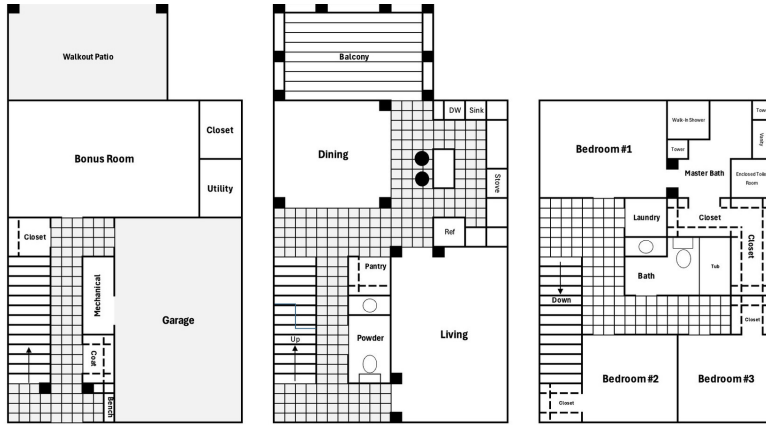 Walkout Patio
Bonus Room
Closet
Utility
Closet
Mechanical
Garage
Coat
Bench
Balcony
DW
Sink
Dining
Stove
Ref
Pantry
Up
Powder
Living
Walk-In Shower
Tower
Vanity
Bedroom #1
Tower
Master Bath
Enclosed Toilet
Room
Laundry
Closet
Closet
Bath
Tub
Down
Closet
Bedroom #2
Bedroom #3
Closet